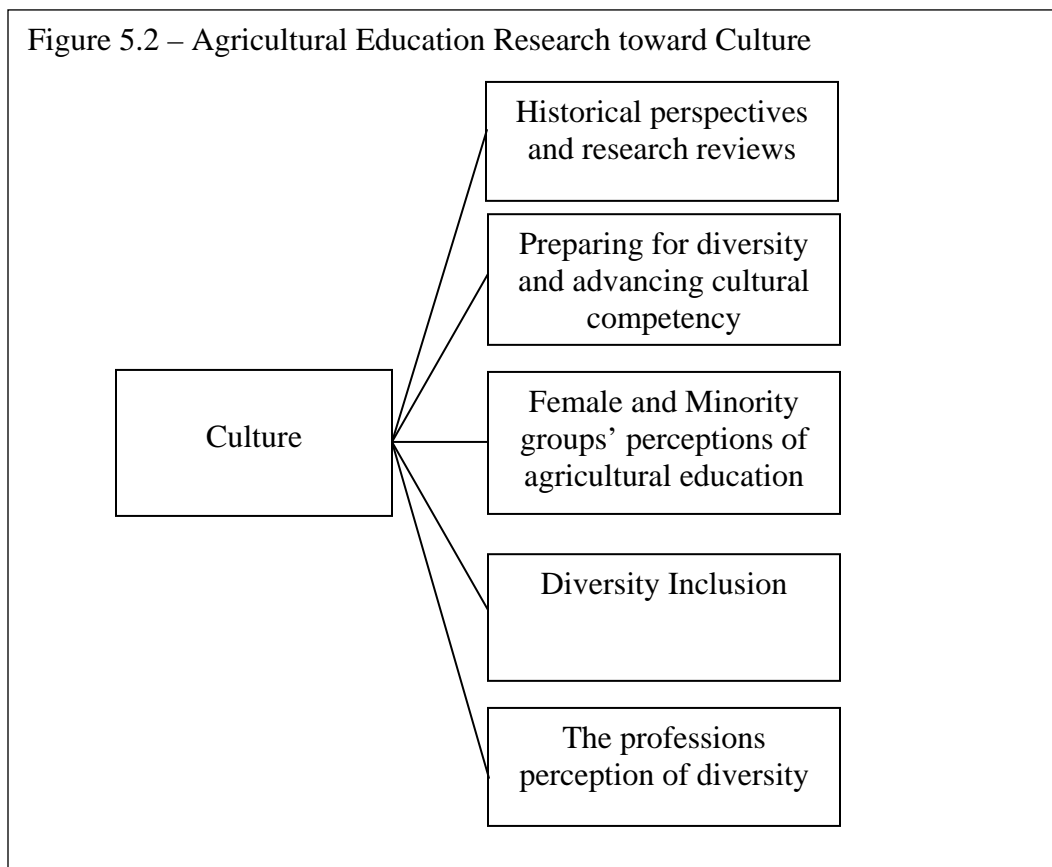 Figure 5.2 – Agricultural Education Research toward Culture
Historical perspectives
and research reviews
Preparing for diversity
and advancing cultural
competency
Culture
Female and Minority
groups’ perceptions of
agricultural education
Diversity Inclusion
The professions
perception of diversity